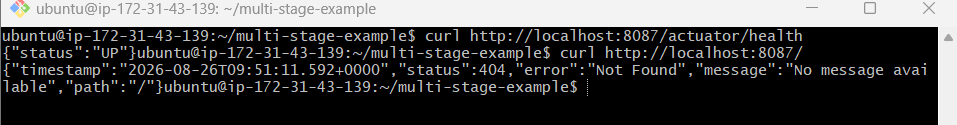 ubuntu@ip-172-31-43-139: ~/multi-stage-example
ubuntu@ip-172-31-43-139:~/multi-stage-example$ curl http://localhost:8087/actuator/health
{"status":"UP"}ubuntu@ip-172-31-43-139:~/multi-stage-example$ curl http://localhost:8087/
{"timestamp":"2026-08-26T09:51:11.592+0000","status":404,"error":"Not Found","message":"No message avai
lable","path":"/"}ubuntu@ip-172-31-43-139:~/multi-stage-example$